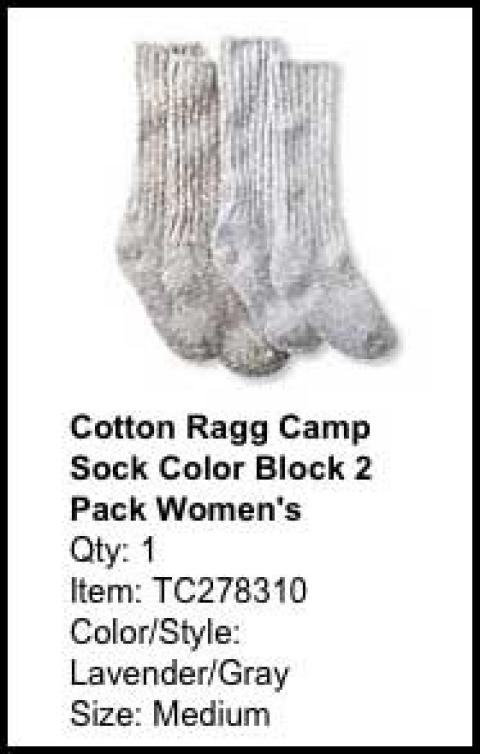 Cotton Ragg Camp
Sock Color Block 2
Pack Women's
Qty: 1
Item: TC278310
Color/Style:
Lavender/Gray
Size: Medium